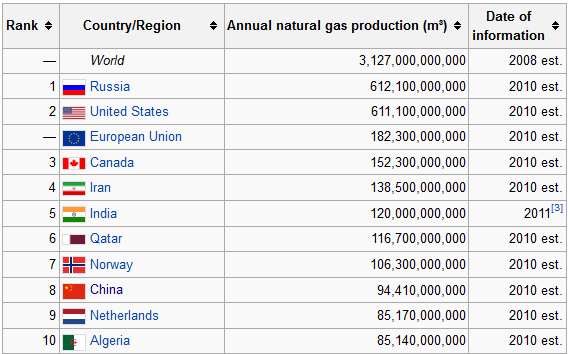 Rank Country/Region Annual natural gas production (m³) Date of information
— World 3,127,000,000,000 2008 est.
1 Russia 612,100,000,000 2010 est.
2 United States 611,100,000,000 2010 est.
— European Union 182,300,000,000 2010 est.
3 Canada 152,300,000,000 2010 est.
4 Iran 138,500,000,000 2010 est.
5 India 120,000,000,000 2011[3]
6 Qatar 116,700,000,000 2010 est.
7 Norway 106,300,000,000 2010 est.
8 China 94,410,000,000 2010 est.
9 Netherlands 85,170,000,000 2010 est.
10 Algeria 85,140,000,000 2010 est.